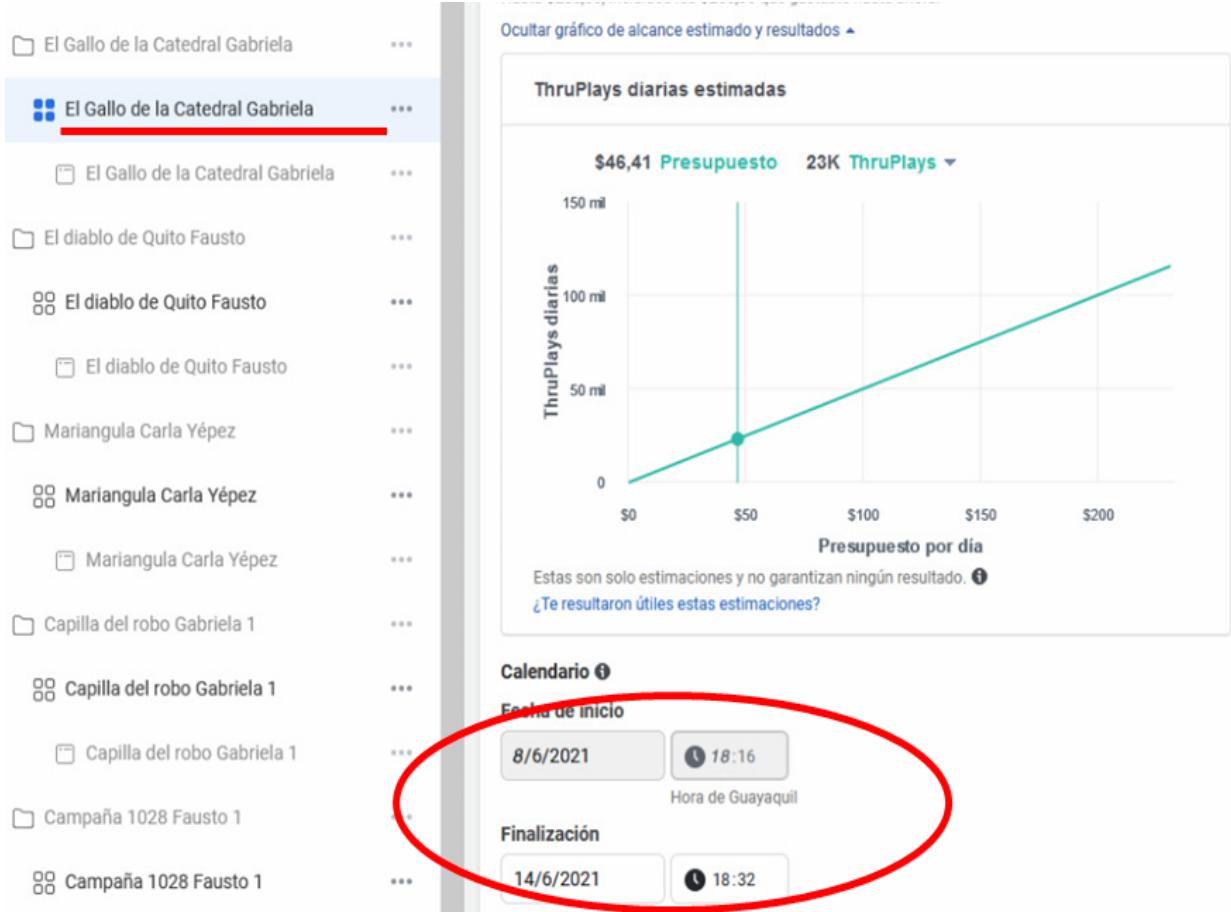 El Gallo de la Catedral Gabriela
El Gallo de la Catedral Gabriela
El Gallo de la Catedral Gabriela
El diablo de Quito Fausto
El diablo de Quito Fausto
El diablo de Quito Fausto
Mariangula Carla Yépez
Mariangula Carla Yépez
Mariangula Carla Yépez
Capilla del robo Gabriela 1
Capilla del robo Gabriela 1
Capilla del robo Gabriela 1
Campaña 1028 Fausto 1
Campaña 1028 Fausto 1
Ocultar gráfico de alcance estimado y resultados
ThruPlays diarias estimadas
$46,41 Presupuesto 23K ThruPlays
150 mil
100 mil
50 mil
0
ThruPlays diarias
$0 $50 $100 $150 $200
Presupuesto por día
Estas son solo estimaciones y no garantizan ningún resultado.
¿Te resultaron útiles estas estimaciones?
Calendario
Fecha de inicio
8/6/2021 18:16
Hora de Guayaquil
Finalización
14/6/2021 18:32